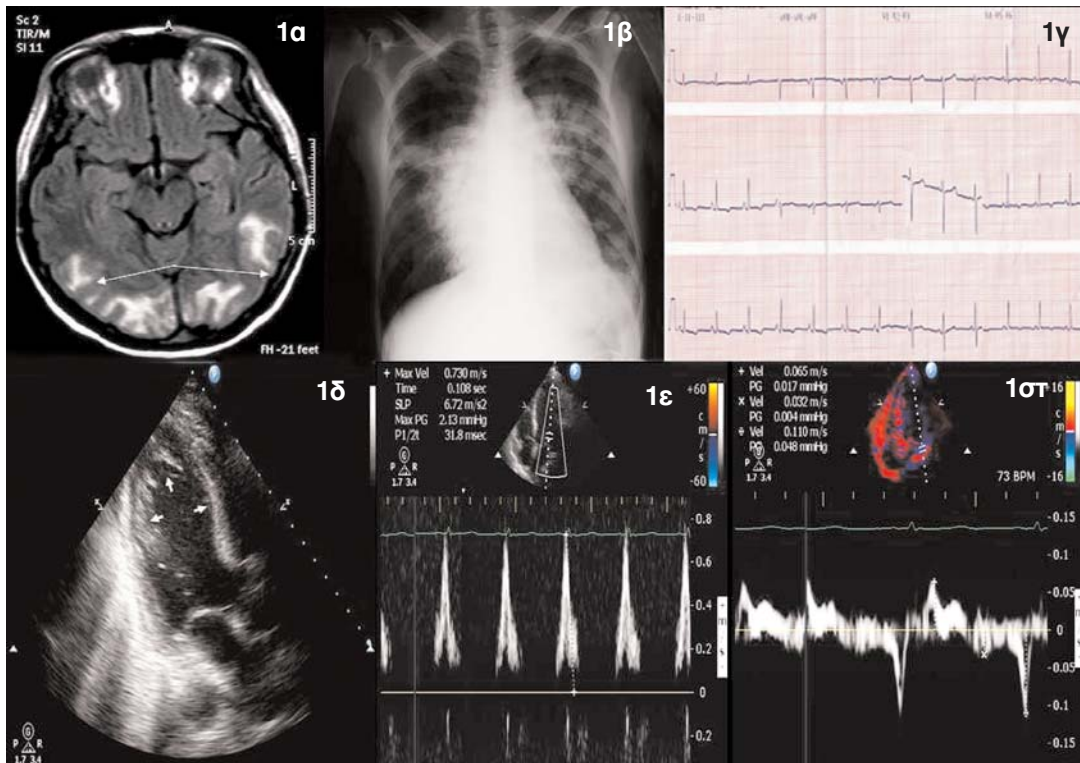 Sc 2
TIR/M
Sl 11
1α
L
5 cm
FH -21 feet
1β
1γ
1δ
P R
1.7 3.4
1ε
+ Max Vel 0.730 m/s
Time 0.108 sec
SLP 6.72 m/s2
Max PG 2.13 mmHg
P1/2t 31.8 msec
P R
1.7 3.4
+60
c
m
/
s
-60
0.8
0.6
0.4
0.2
0
-0.2
1στ
+ Vel 0.065 m/s
PG 0.017 mmHg
x Vel 0.032 m/s
PG 0.004 mmHg
Vel 0.110 m/s
PG 0.048 mmHg
1.7 3.4
16
c
m
/
s
-16
73 BPM
-0.15
-0.1
-0.05
0
-0.05
-0.1
-0.15